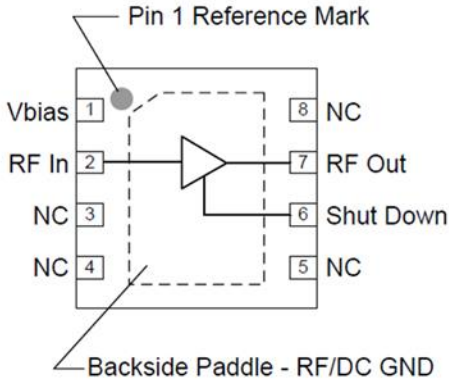 Pin 1 Reference Mark
Vbias 1
8 NC
RF In 2
7 RF Out
NC 3
6 Shut Down
NC 4
5 NC
Backside Paddle - RF/DC GND